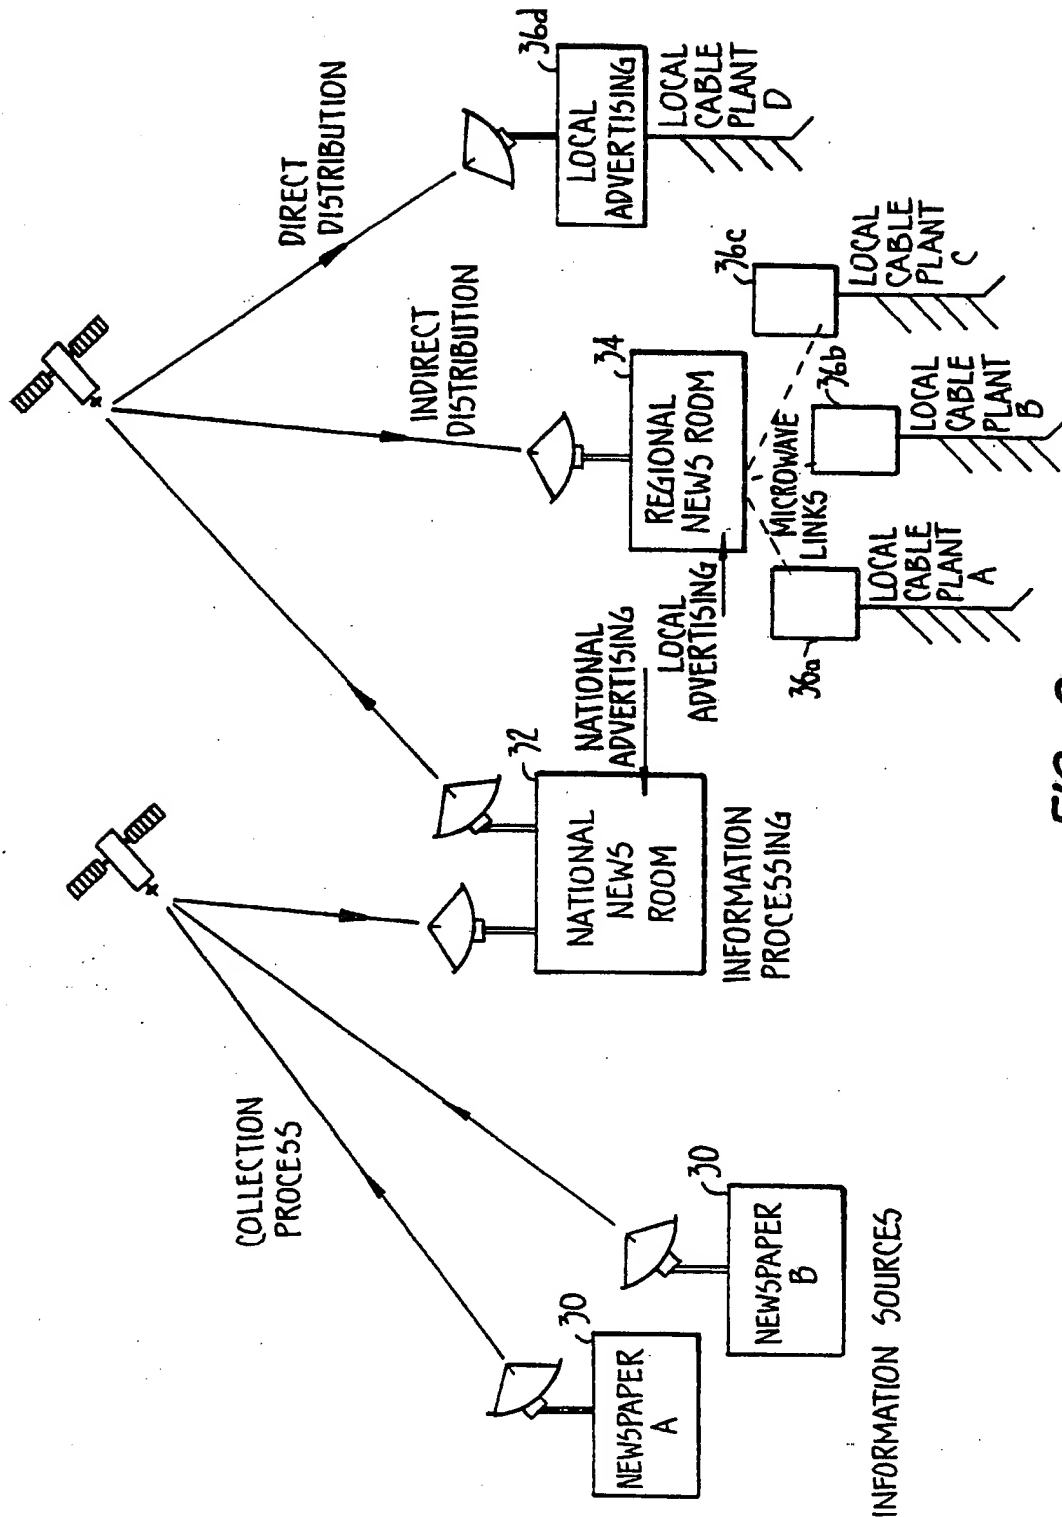 COLLECTION
PROCESS
DIRECT
DISTRIBUTION
INDIRECT
DISTRIBUTION
30
NEWSPAPER
A
30
NEWSPAPER
B
INFORMATION SOURCES
32
NATIONAL
NEWS
ROOM
INFORMATION
PROCESSING
NATIONAL
ADVERTISING
LOCAL
ADVERTISING
34
REGIONAL
NEWS ROOM
MICROWAVE
LINKS
36a
LOCAL
CABLE
PLANT
A
36b
LOCAL
CABLE
PLANT
B
36c
LOCAL
CABLE
PLANT
C
36d
LOCAL
ADVERTISING
LOCAL
CABLE
PLANT
D
FIG.